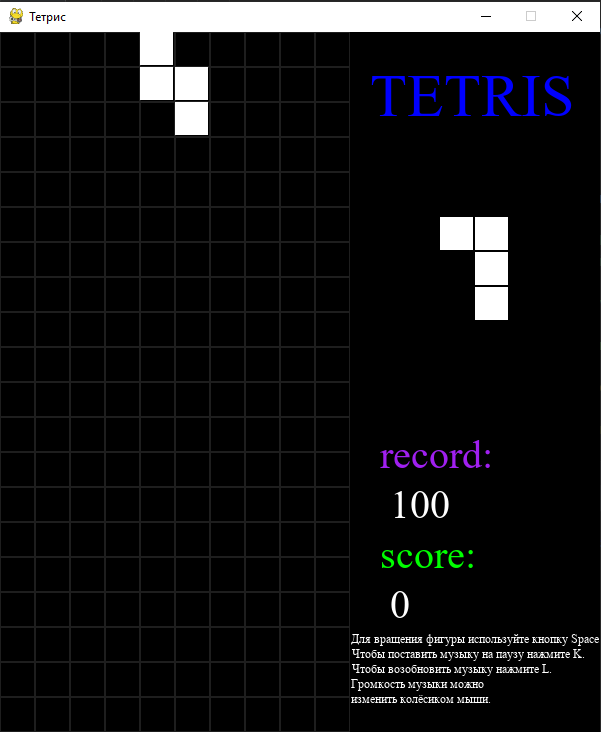 Тетрис
TETRIS
record:
100
score:
0
Для вращения фигуры используйте кнопку Space
Чтобы поставить музыку на паузу нажмите K.
Чтобы возобновить музыку нажмите L.
Громкость музыки можно
изменить колёсиком мыши.